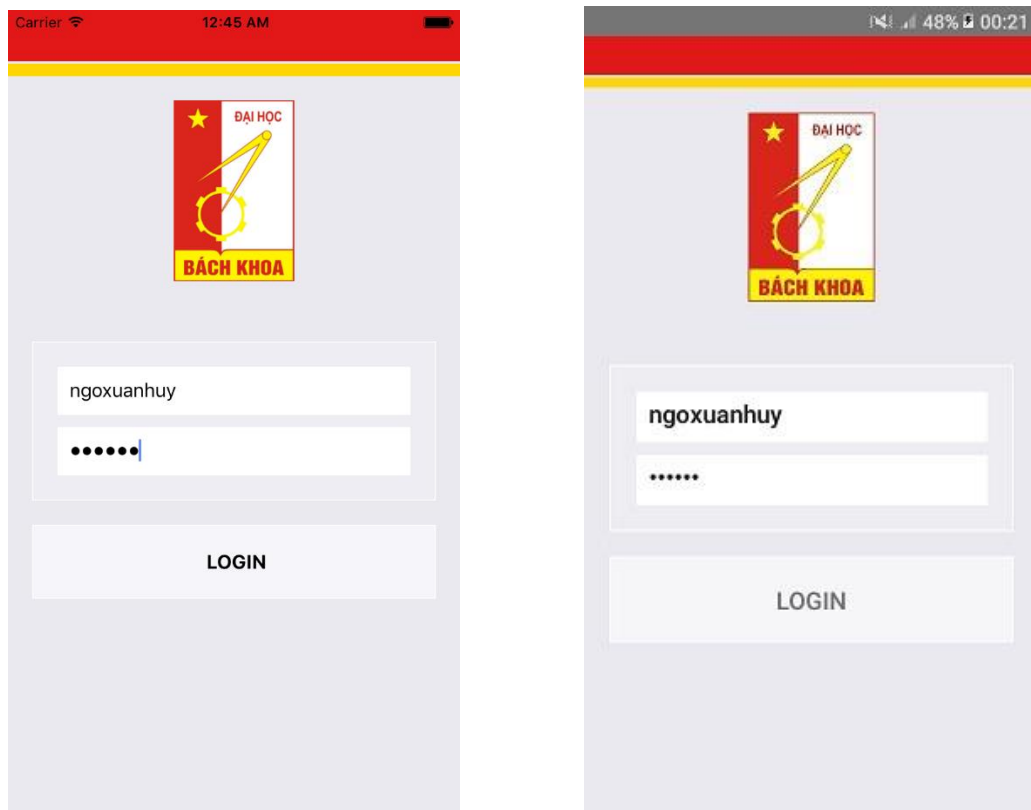 Carrier 12:45 AM
ĐẠI HỌC
BÁCH KHOA
ngoxuanhuy
••••••
LOGIN
48% 00:21
ĐẠI HỌC
BÁCH KHOA
ngoxuanhuy
••••••
LOGIN